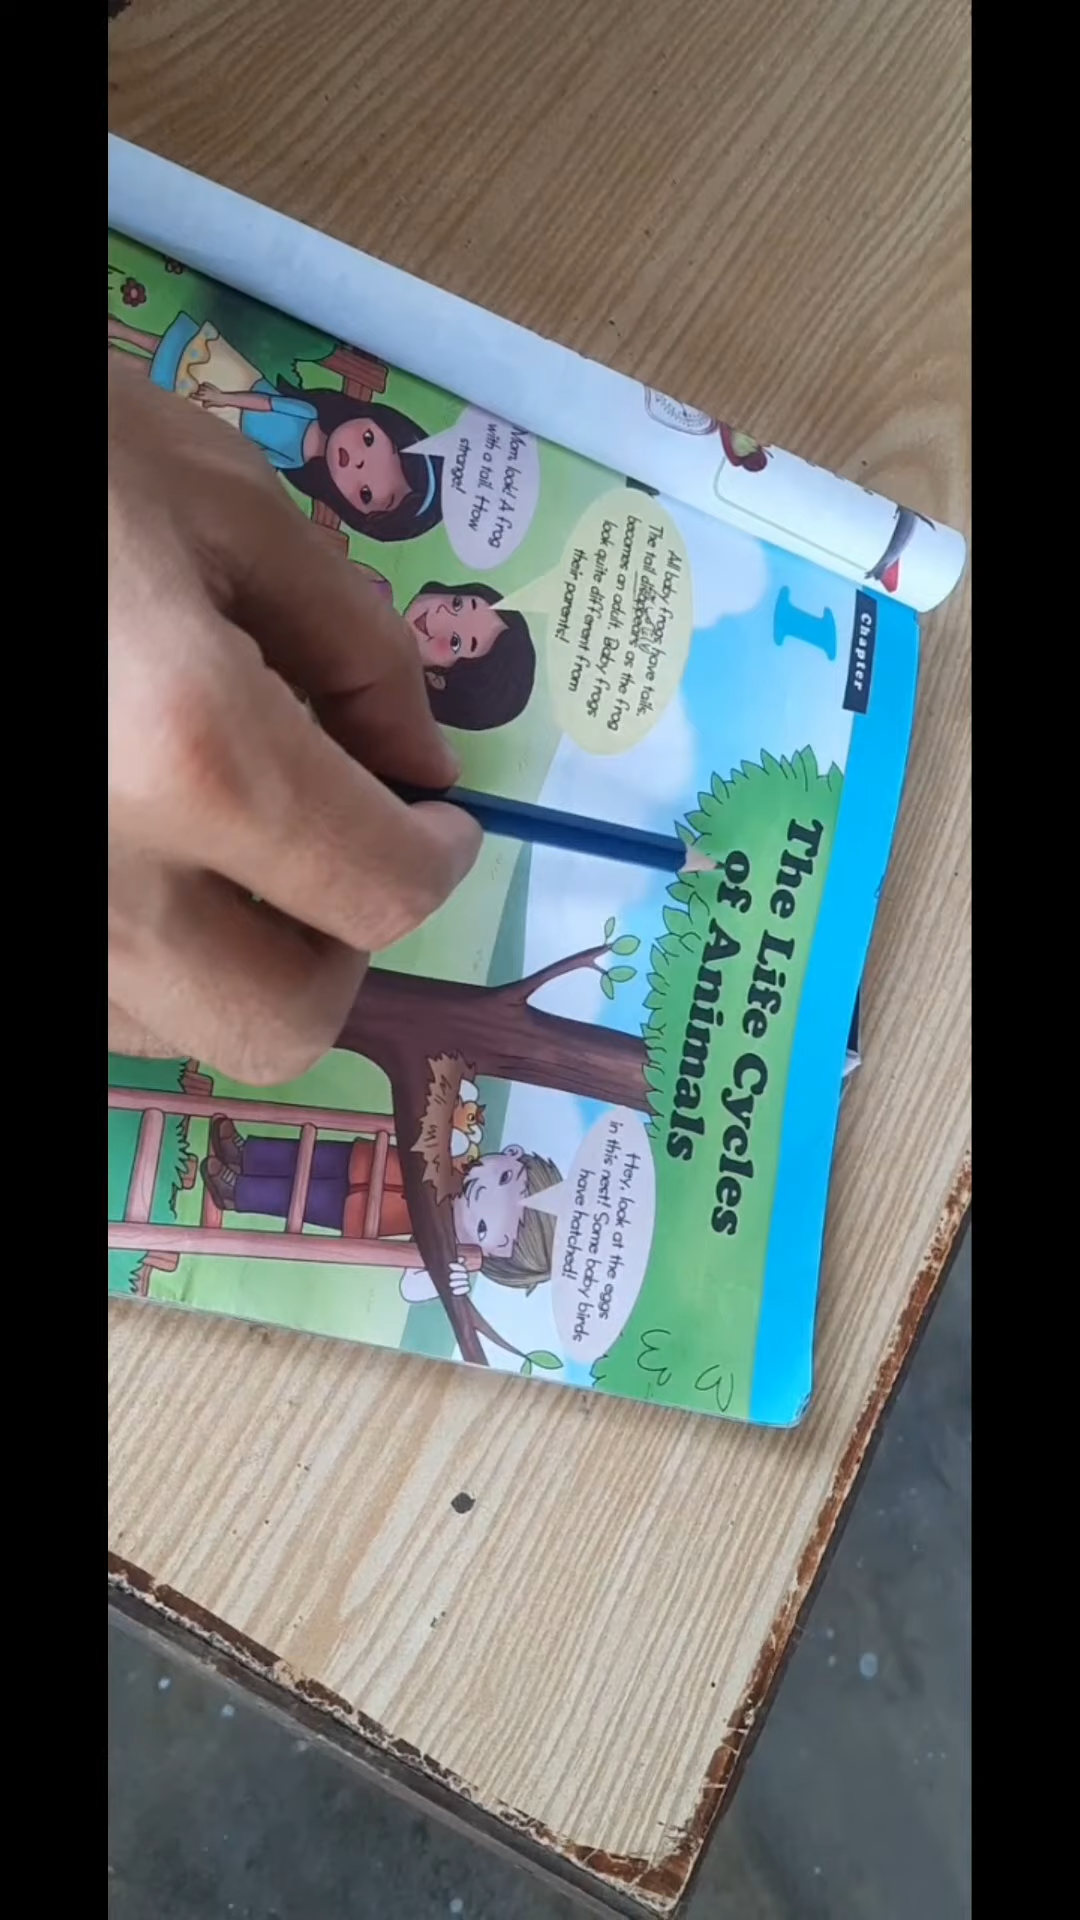 Chapter
1
The Life Cycles
of Animals
All baby frogs have tails.
The tail disappears as the frog
becomes an adult. Baby frogs
look quite different from
their parents!
Mom, look! A frog
with a tail. How
strange!
Hey, look at the eggs
in this nest! Some baby birds
have hatched!